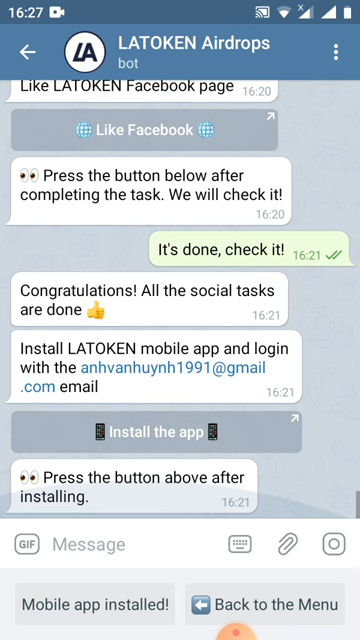 16:27
LATOKEN Airdrops
bot
Like LATOKEN Facebook page
16:20
🌐 Like Facebook 🌐
👀 Press the button below after
completing the task. We will check it!
16:20
It's done, check it! 16:21
Congratulations! All the social tasks
are done 👍
16:21
Install LATOKEN mobile app and login
with the anhvanhuynh1991@gmail
.com email
16:21
📱Install the app📱
👀 Press the button above after
installing.
16:21
GIF Message
Mobile app installed!
⬅️ Back to the Menu